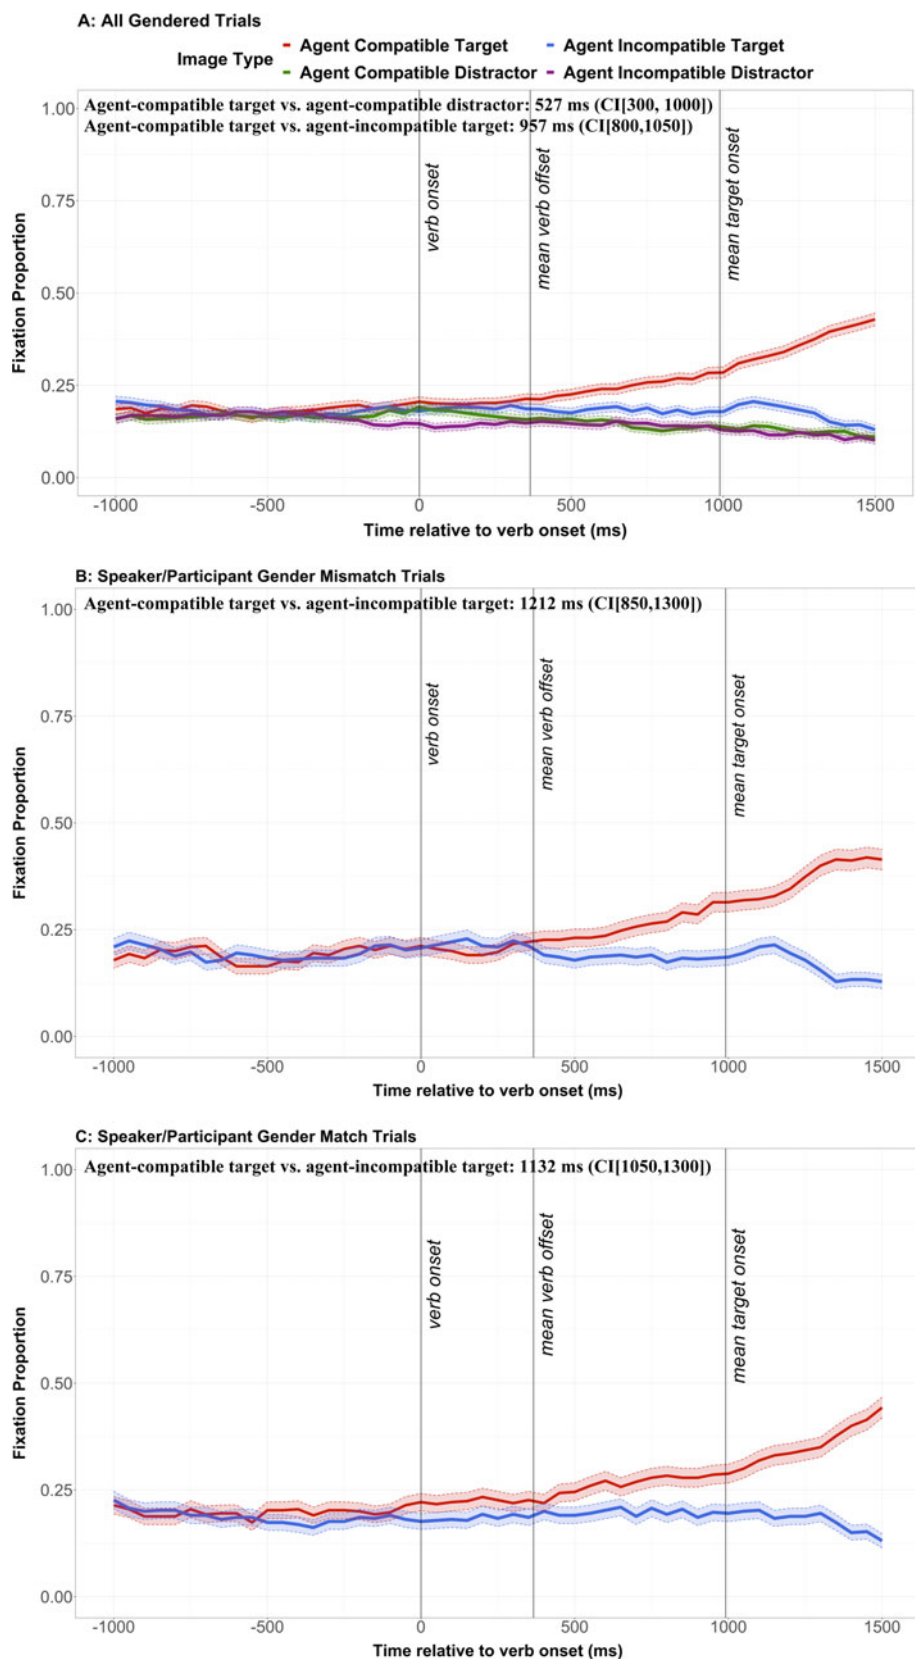 A: All Gendered Trials
Image Type
Agent Compatible Target
Agent Incompatible Target
Agent Compatible Distractor
Agent Incompatible Distractor
Agent-compatible target vs. agent-compatible distractor: 527 ms (CI[300, 1000])
Agent-compatible target vs. agent-incompatible target: 957 ms (CI[800,1050])
1.00
0.75
0.50
0.25
0.00
Fixation Proportion
verb onset
mean verb offset
mean target onset
-1000
-500
0
500
1000
1500
Time relative to verb onset (ms)
B: Speaker/Participant Gender Mismatch Trials
Agent-compatible target vs. agent-incompatible target: 1212 ms (CI[850,1300])
1.00
0.75
0.50
0.25
0.00
Fixation Proportion
verb onset
mean verb offset
mean target onset
-1000
-500
0
500
1000
1500
Time relative to verb onset (ms)
C: Speaker/Participant Gender Match Trials
Agent-compatible target vs. agent-incompatible target: 1132 ms (CI[1050,1300])
1.00
0.75
0.50
0.25
0.00
Fixation Proportion
verb onset
mean verb offset
mean target onset
-1000
-500
0
500
1000
1500
Time relative to verb onset (ms)